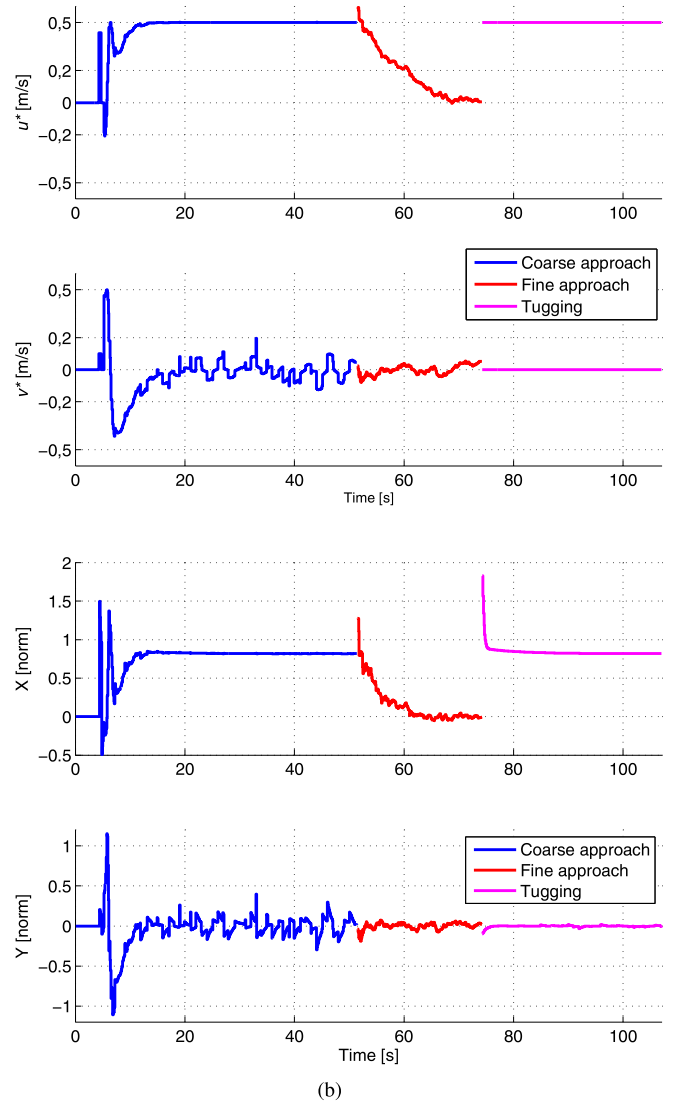 0,5
0,2
0
−0,2
−0,5
u* [m/s]
0 20 40 60 80 100
Coarse approach
Fine approach
Tugging
0,5
0,2
0
−0,2
−0,5
v* [m/s]
0 20 40 60 80 100
Time [s]
2
1.5
1
0.5
0
−0.5
X [norm]
0 20 40 60 80 100
Coarse approach
Fine approach
Tugging
1
0.5
0
−0.5
−1
Y [norm]
0 20 40 60 80 100
Time [s]
(b)